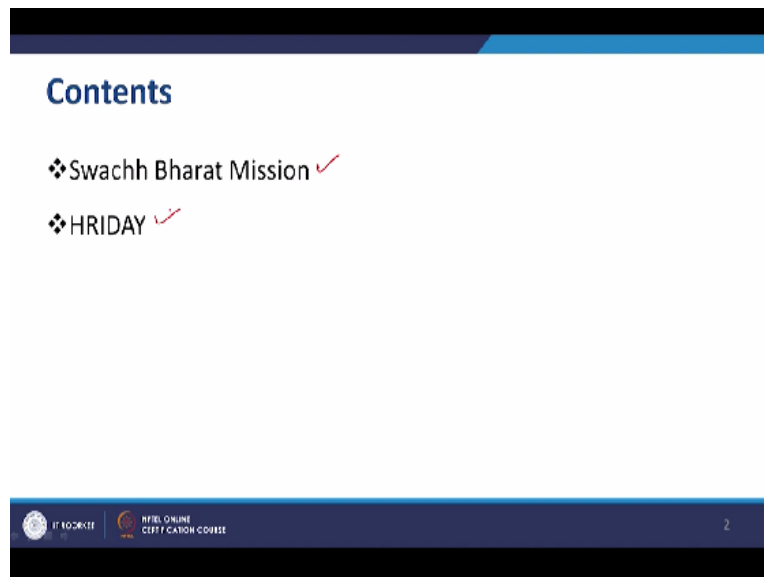 Contents
❖Swachh Bharat Mission
❖HRIDAY
IIT ROORKEE
NPTEL ONLINE
CERTIFICATION COURSE
2